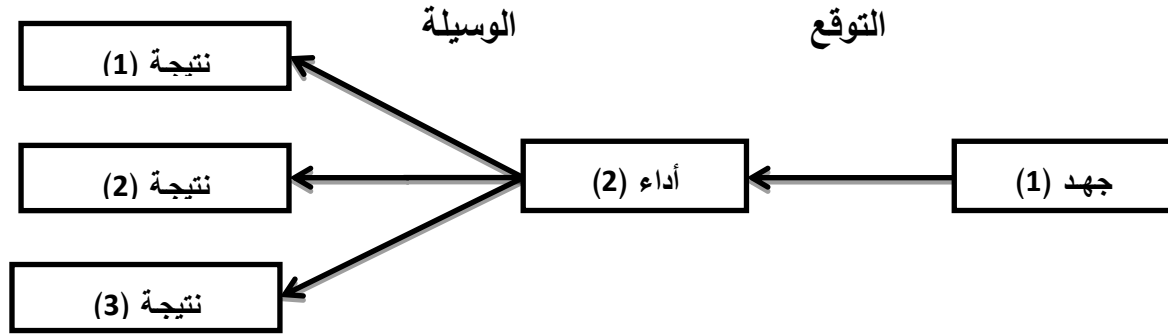 التوقع
الوسيلة
نتيجة (1)
جهد (1)
أداء (2)
نتيجة (2)
نتيجة (3)